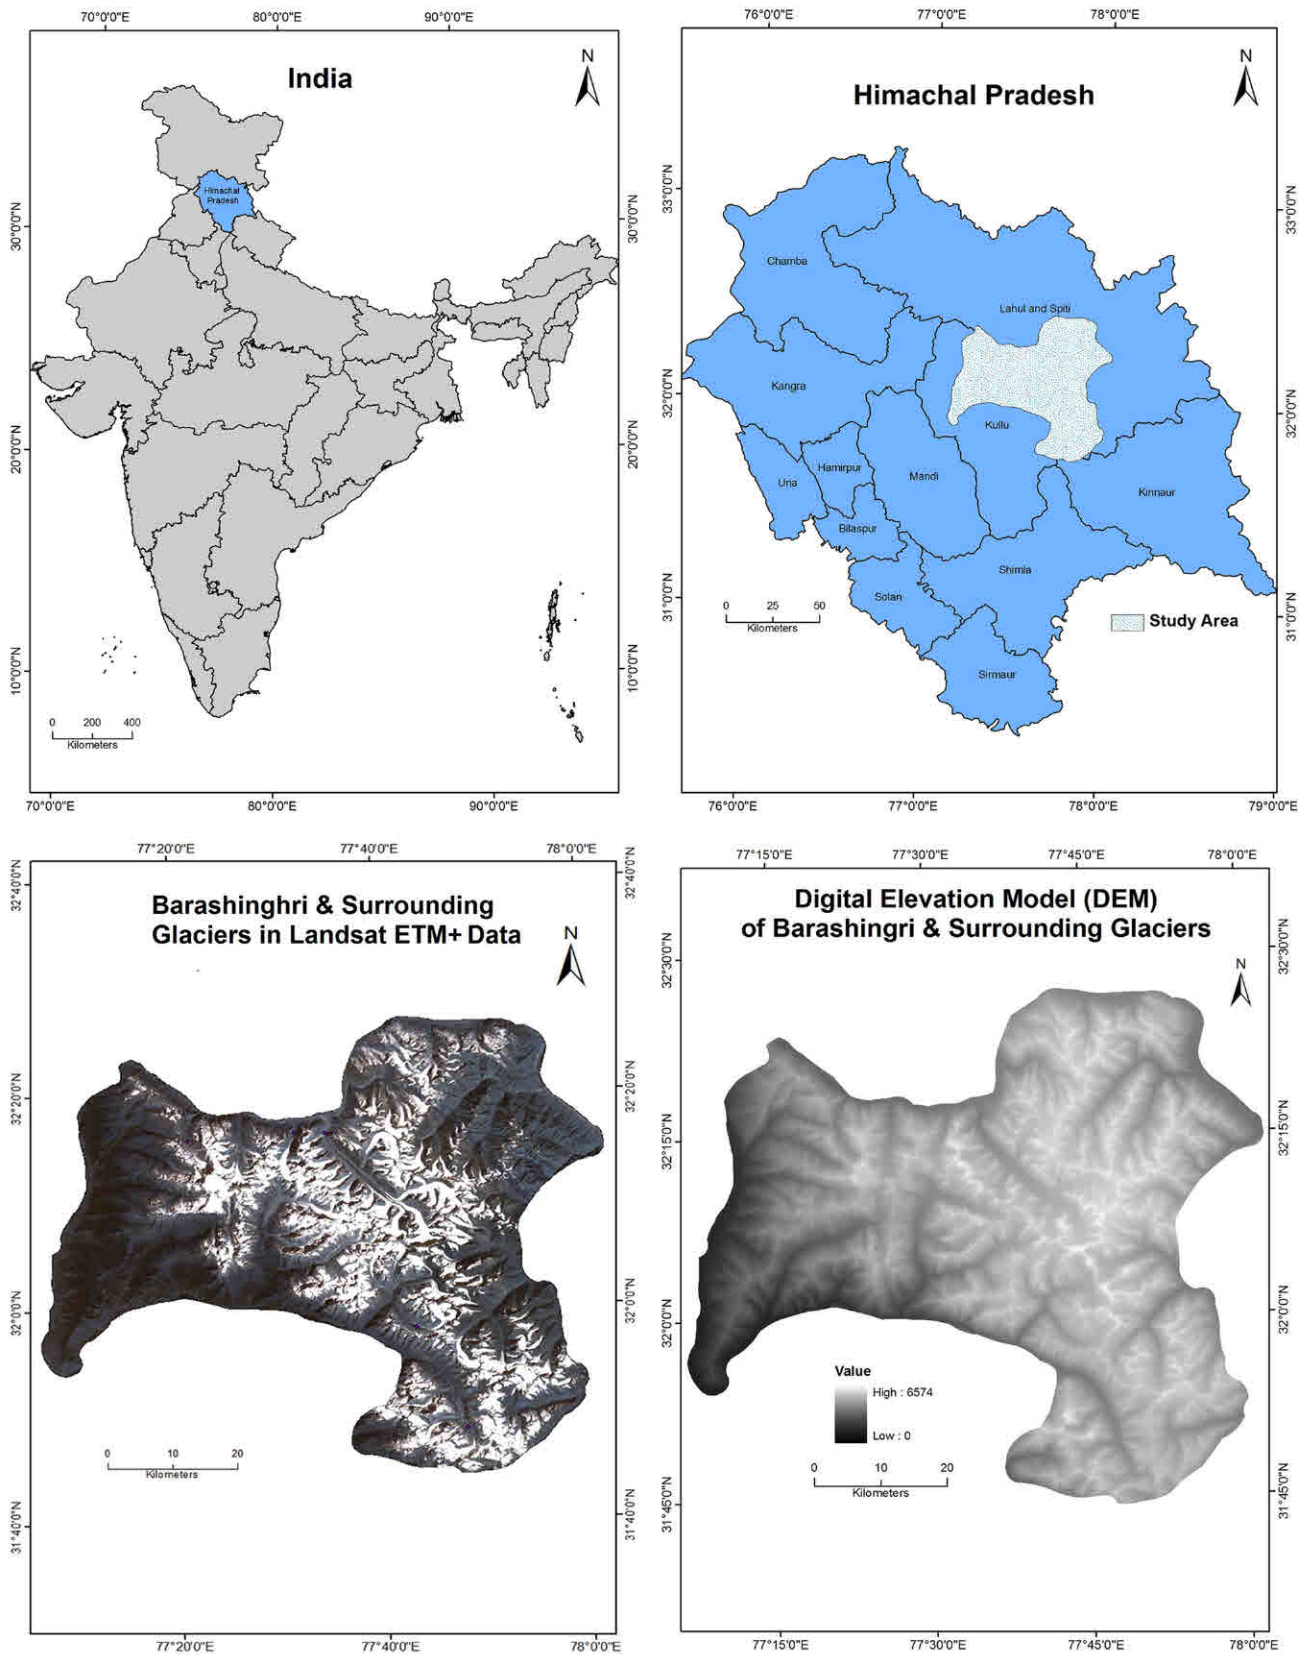 70°0'0"E 80°0'0"E 90°0'0"E
India
N
Himachal
Pradesh
30°0'0"N
20°0'0"N
10°0'0"N
30°0'0"N
20°0'0"N
10°0'0"N
0 200 400
Kilometers
70°0'0"E 80°0'0"E 90°0'0"E
76°0'0"E 77°0'0"E 78°0'0"E
Himachal Pradesh
N
33°0'0"N
32°0'0"N
31°0'0"N
33°0'0"N
32°0'0"N
31°0'0"N
Chamba
Lahul and Spiti
Kangra
Kullu
Hamirpur
Una
Mandi
Kinnaur
Bilaspur
Shimla
Solan
Sirmaur
0 25 50
Kilometers
Study Area
76°0'0"E 77°0'0"E 78°0'0"E 79°0'0"E
77°20'0"E 77°40'0"E 78°0'0"E
Barashinghri & Surrounding
Glaciers in Landsat ETM+ Data
N
32°40'0"N
32°20'0"N
32°0'0"N
31°40'0"N
32°40'0"N
32°20'0"N
32°0'0"N
31°40'0"N
0 10 20
Kilometers
77°20'0"E 77°40'0"E 78°0'0"E
77°15'0"E 77°30'0"E 77°45'0"E 78°0'0"E
Digital Elevation Model (DEM)
of Barashingri & Surrounding Glaciers
N
32°30'0"N
32°15'0"N
32°0'0"N
31°45'0"N
32°30'0"N
32°15'0"N
32°0'0"N
31°45'0"N
Value
High : 6574
Low : 0
0 10 20
Kilometers
77°15'0"E 77°30'0"E 77°45'0"E 78°0'0"E